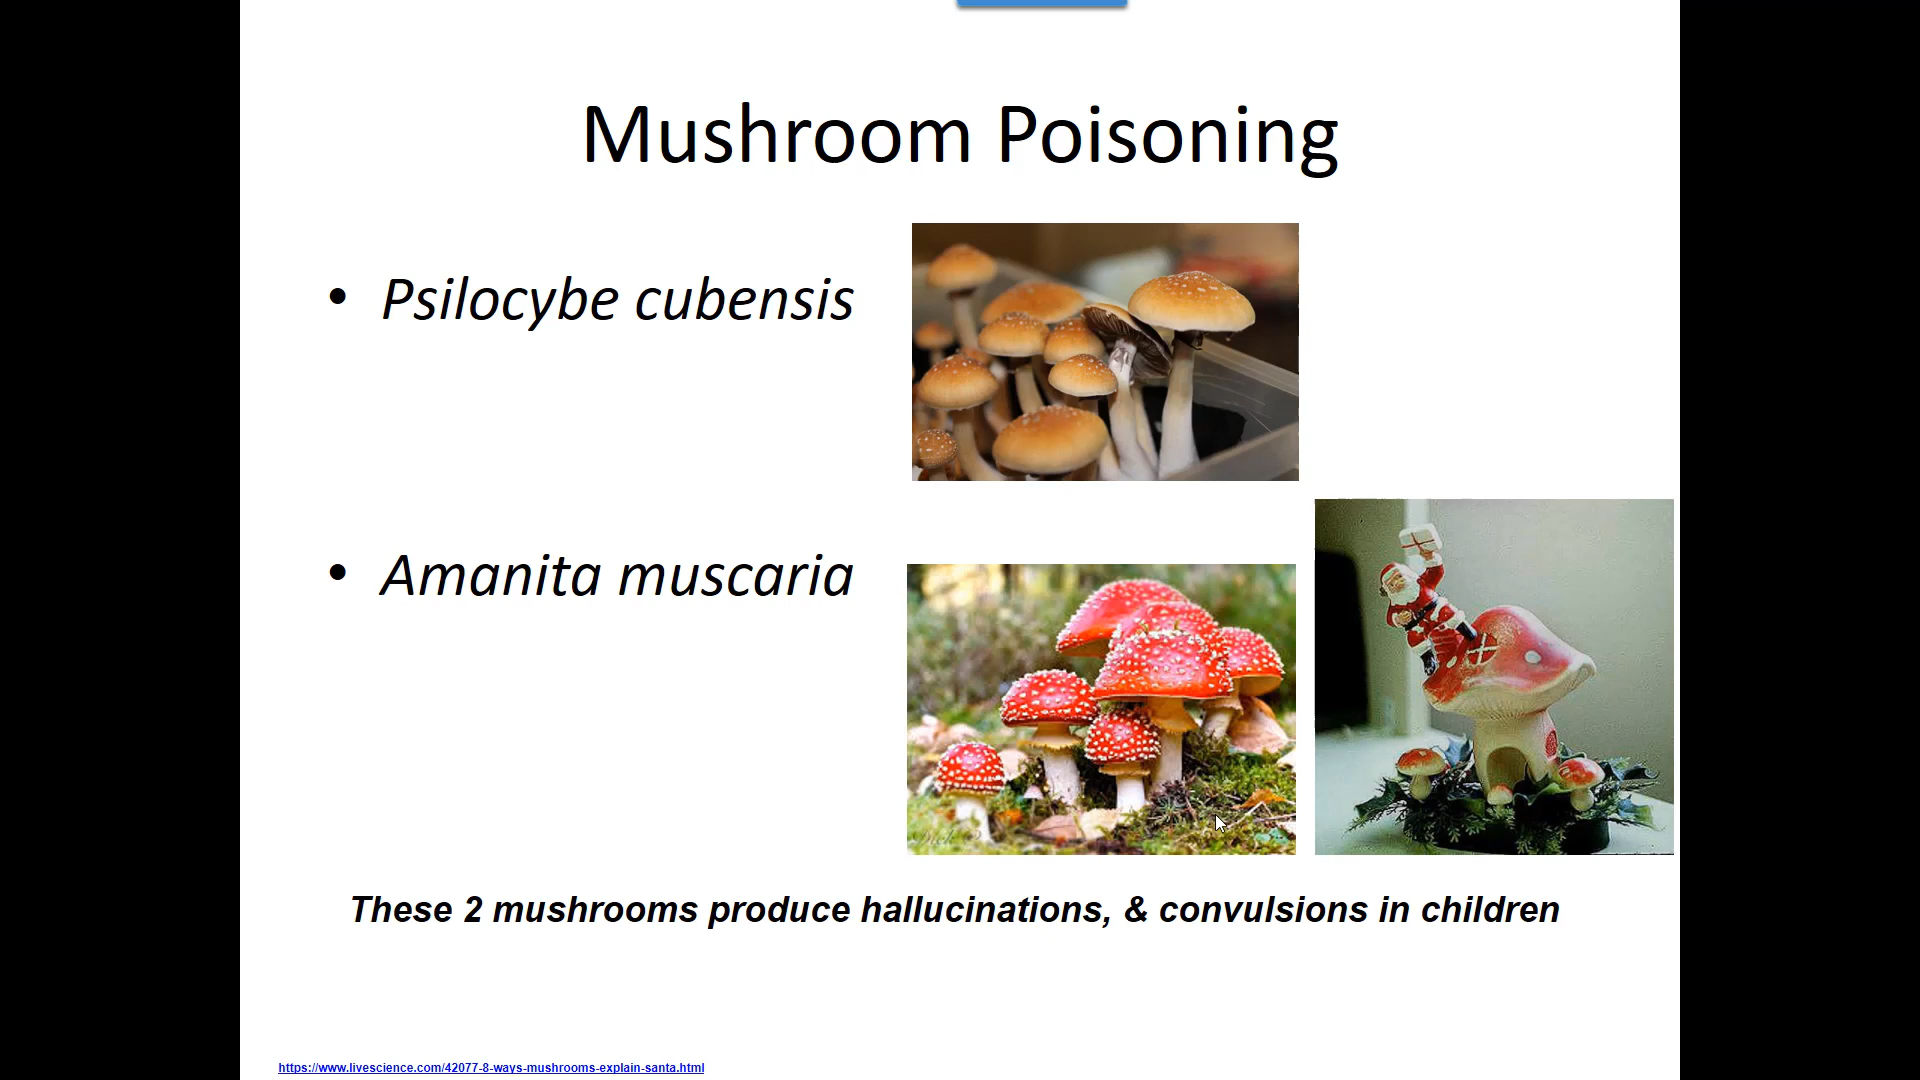 Mushroom Poisoning
• Psilocybe cubensis
• Amanita muscaria
These 2 mushrooms produce hallucinations, & convulsions in children
https://www.livescience.com/42077-8-ways-mushrooms-explain-santa.html